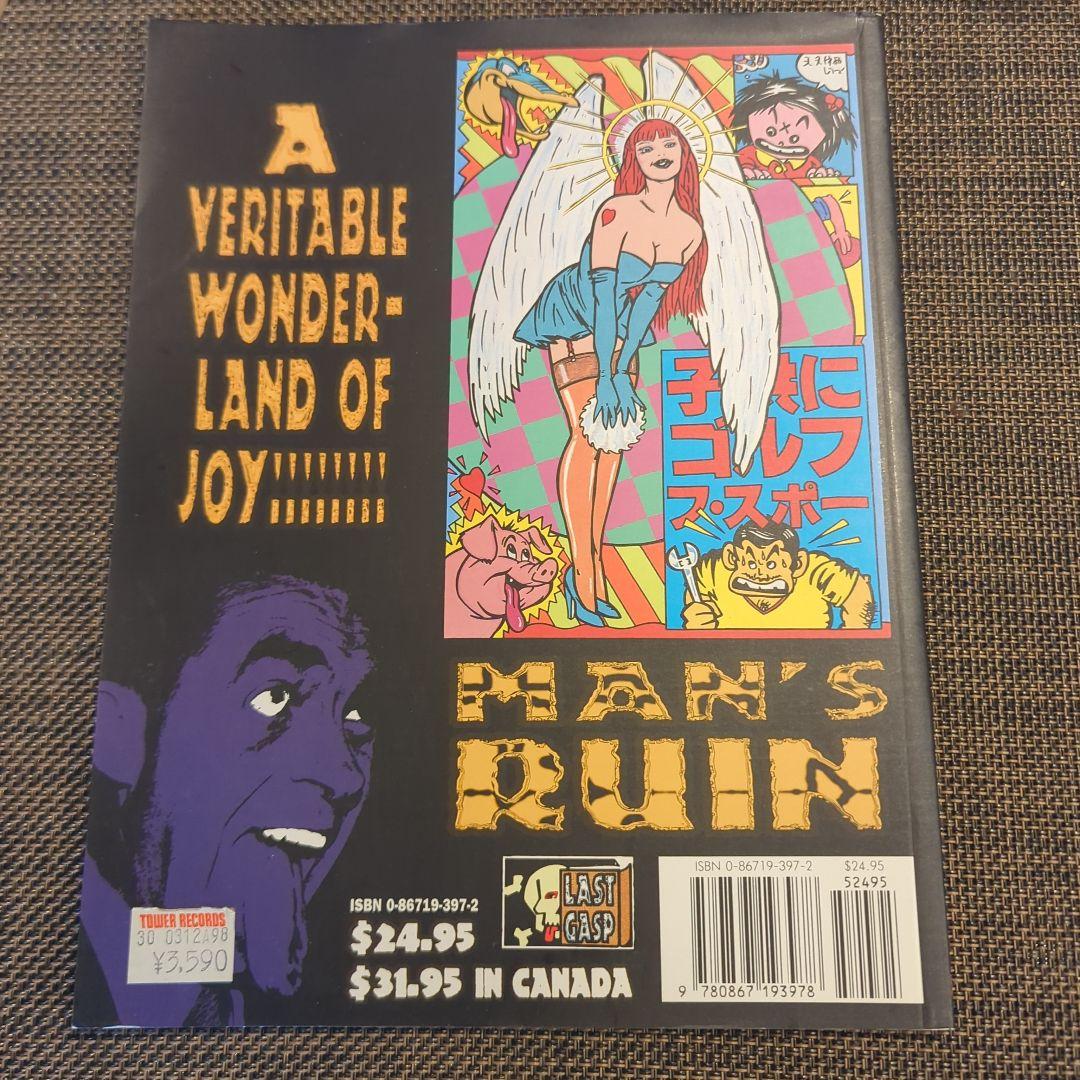 A
VERITABLE
WONDER-
LAND OF
JOY!!!!!!!!
子供に
ゴルフ
ス・スポー
MAN'S
RUIN
ISBN 0-86719-397-2
$24.95
$31.95 IN CANADA
LAST
GASP
ISBN 0-86719-397-2 $24.95
52495
9 780867 193978
TOWER RECORDS
30 0312A98
¥3,590